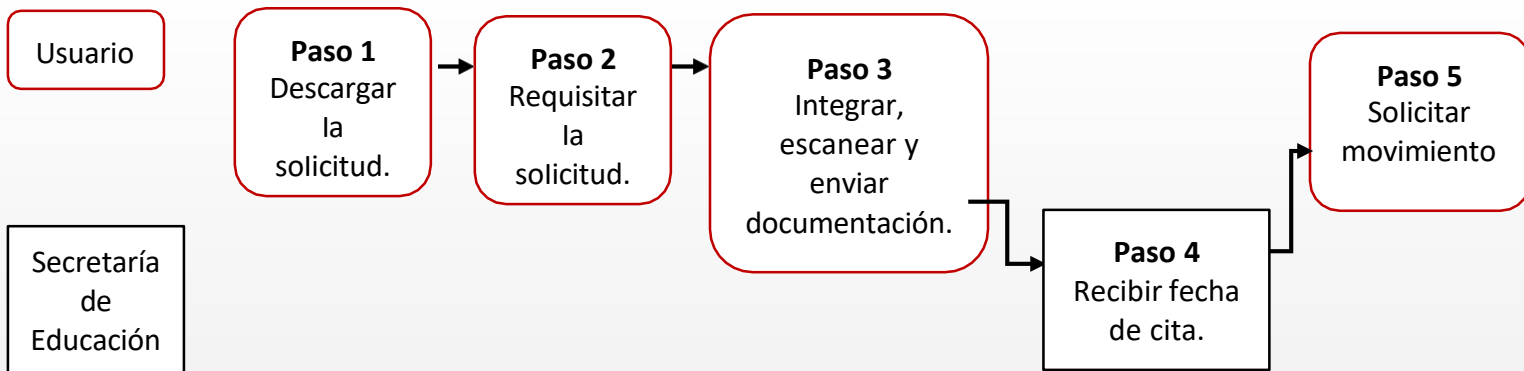 Usuario
Paso 1
Descargar
la
solicitud.
Paso 2
Requisitar
la
solicitud.
Paso 3
Integrar,
escanear y
enviar
documentación.
Paso 5
Solicitar
movimiento
Secretaría
de
Educación
Paso 4
Recibir fecha
de cita.